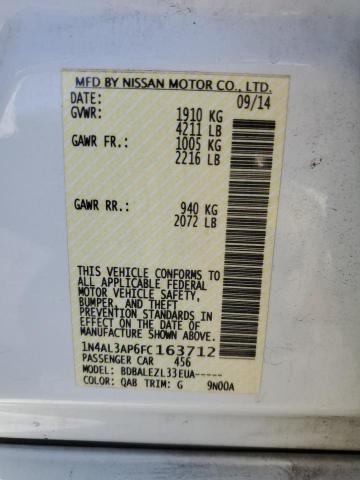 MFD BY NISSAN MOTOR CO., LTD.
DATE: 09/14
GVWR: 1910 KG
4211 LB
GAWR FR: 1005 KG
2216 LB
GAWR RR: 940 KG
2072 LB
THIS VEHICLE CONFORMS TO
ALL APPLICABLE FEDERAL
MOTOR VEHICLE SAFETY,
BUMPER, AND THEFT
PREVENTION STANDARDS IN
EFFECT ON THE DATE OF
MANUFACTURE SHOWN ABOVE.
1N4AL3AP6FC163712
PASSENGER CAR 456
MODEL: BDBALEZL33EUA-----
COLOR: QAB TRIM: G 9N00A